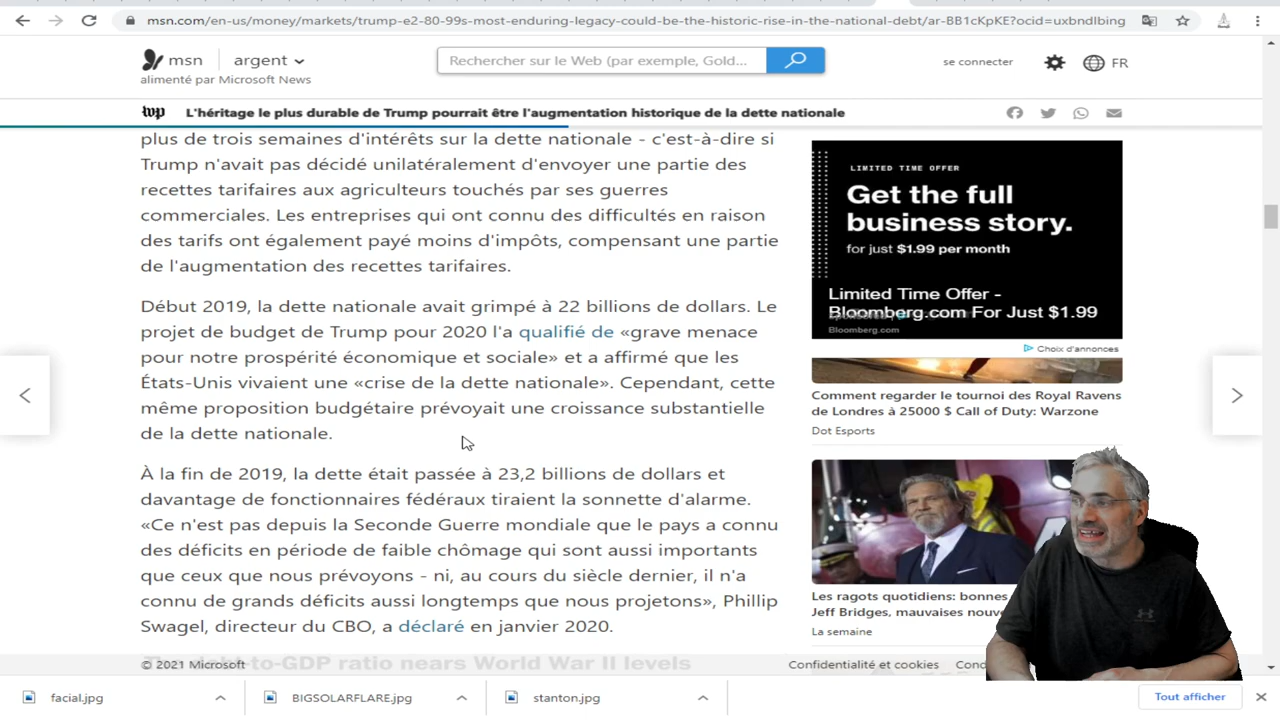 msn.com/en-us/money/markets/trump-e2-80-99s-most-enduring-legacy-could-be-the-historic-rise-in-the-national-debt/ar-BB1cKpKE?ocid=uxbndlbing
msn argent
alimenté par Microsoft News
Rechercher sur le Web (par exemple, Gold...
se connecter
FR
wp L'héritage le plus durable de Trump pourrait être l'augmentation historique de la dette nationale
plus de trois semaines d'intérêts sur la dette nationale - c'est-à-dire si
Trump n'avait pas décidé unilatéralement d'envoyer une partie des
recettes tarifaires aux agriculteurs touchés par ses guerres
commerciales. Les entreprises qui ont connu des difficultés en raison
des tarifs ont également payé moins d'impôts, compensant une partie
de l'augmentation des recettes tarifaires.
Début 2019, la dette nationale avait grimpé à 22 billions de dollars. Le
projet de budget de Trump pour 2020 l'a qualifié de «grave menace
pour notre prospérité économique et sociale» et a affirmé que les
États-Unis vivaient une «crise de la dette nationale». Cependant, cette
même proposition budgétaire prévoyait une croissance substantielle
de la dette nationale.
À la fin de 2019, la dette était passée à 23,2 billions de dollars et
davantage de fonctionnaires fédéraux tiraient la sonnette d'alarme.
«Ce n'est pas depuis la Seconde Guerre mondiale que le pays a connu
des déficits en période de faible chômage qui sont aussi importants
que ceux que nous prévoyons - ni, au cours du siècle dernier, il n'a
connu de grands déficits aussi longtemps que nous projetons», Phillip
Swagel, directeur du CBO, a déclaré en janvier 2020.
LIMITED TIME OFFER
Get the full
business story.
for just $1.99 per month
Limited Time Offer -
Bloomberg.com For Just $1.99
Bloomberg.com
Choix d'annonces
Comment regarder le tournoi des Royal Ravens
de Londres à 25000 $ Call of Duty: Warzone
Dot Esports
Les ragots quotidiens: bonnes
Jeff Bridges, mauvaises nouv
La semaine
-to-GDP ratio nears World War II levels
© 2021 Microsoft
Confidentialité et cookies
Cond
facial.jpg
BIGSOLARFLARE.jpg
stanton.jpg
Tout afficher